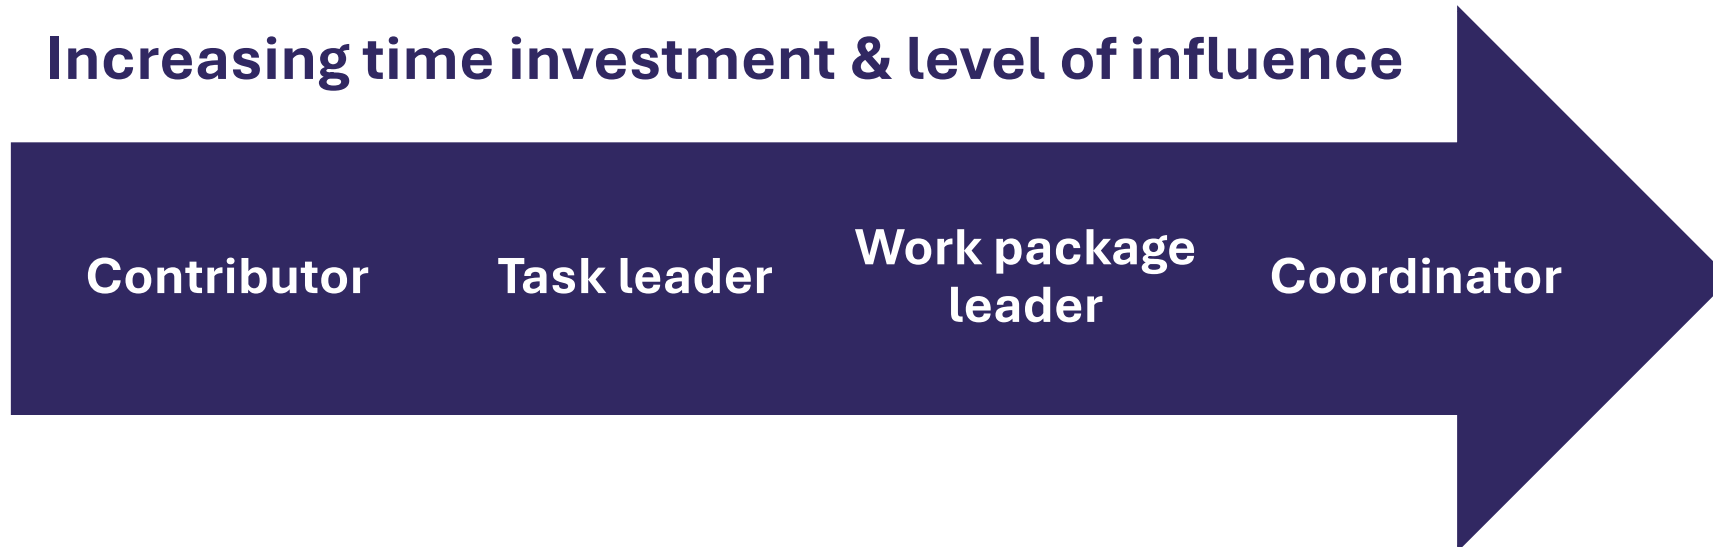 Increasing time investment & level of influence
Contributor
Task leader
Work package
leader
Coordinator